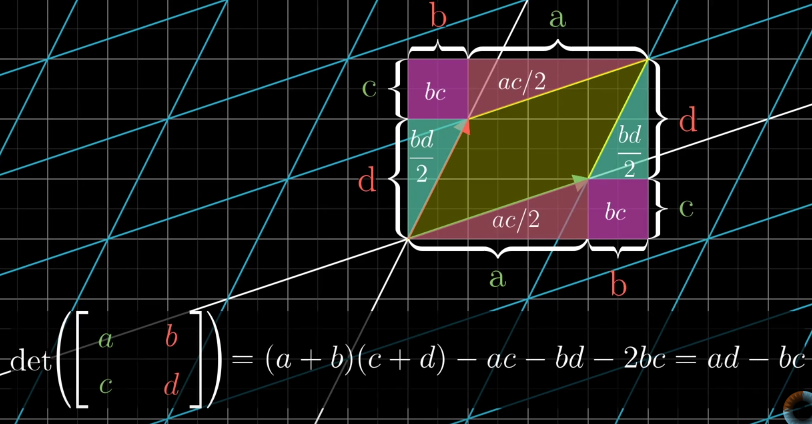 b a
c bc ac/2
d bd/2 bd/2 d
ac/2 bc c
a b
det([a b
c d]) = (a + b)(c + d) − ac − bd − 2bc = ad − bc